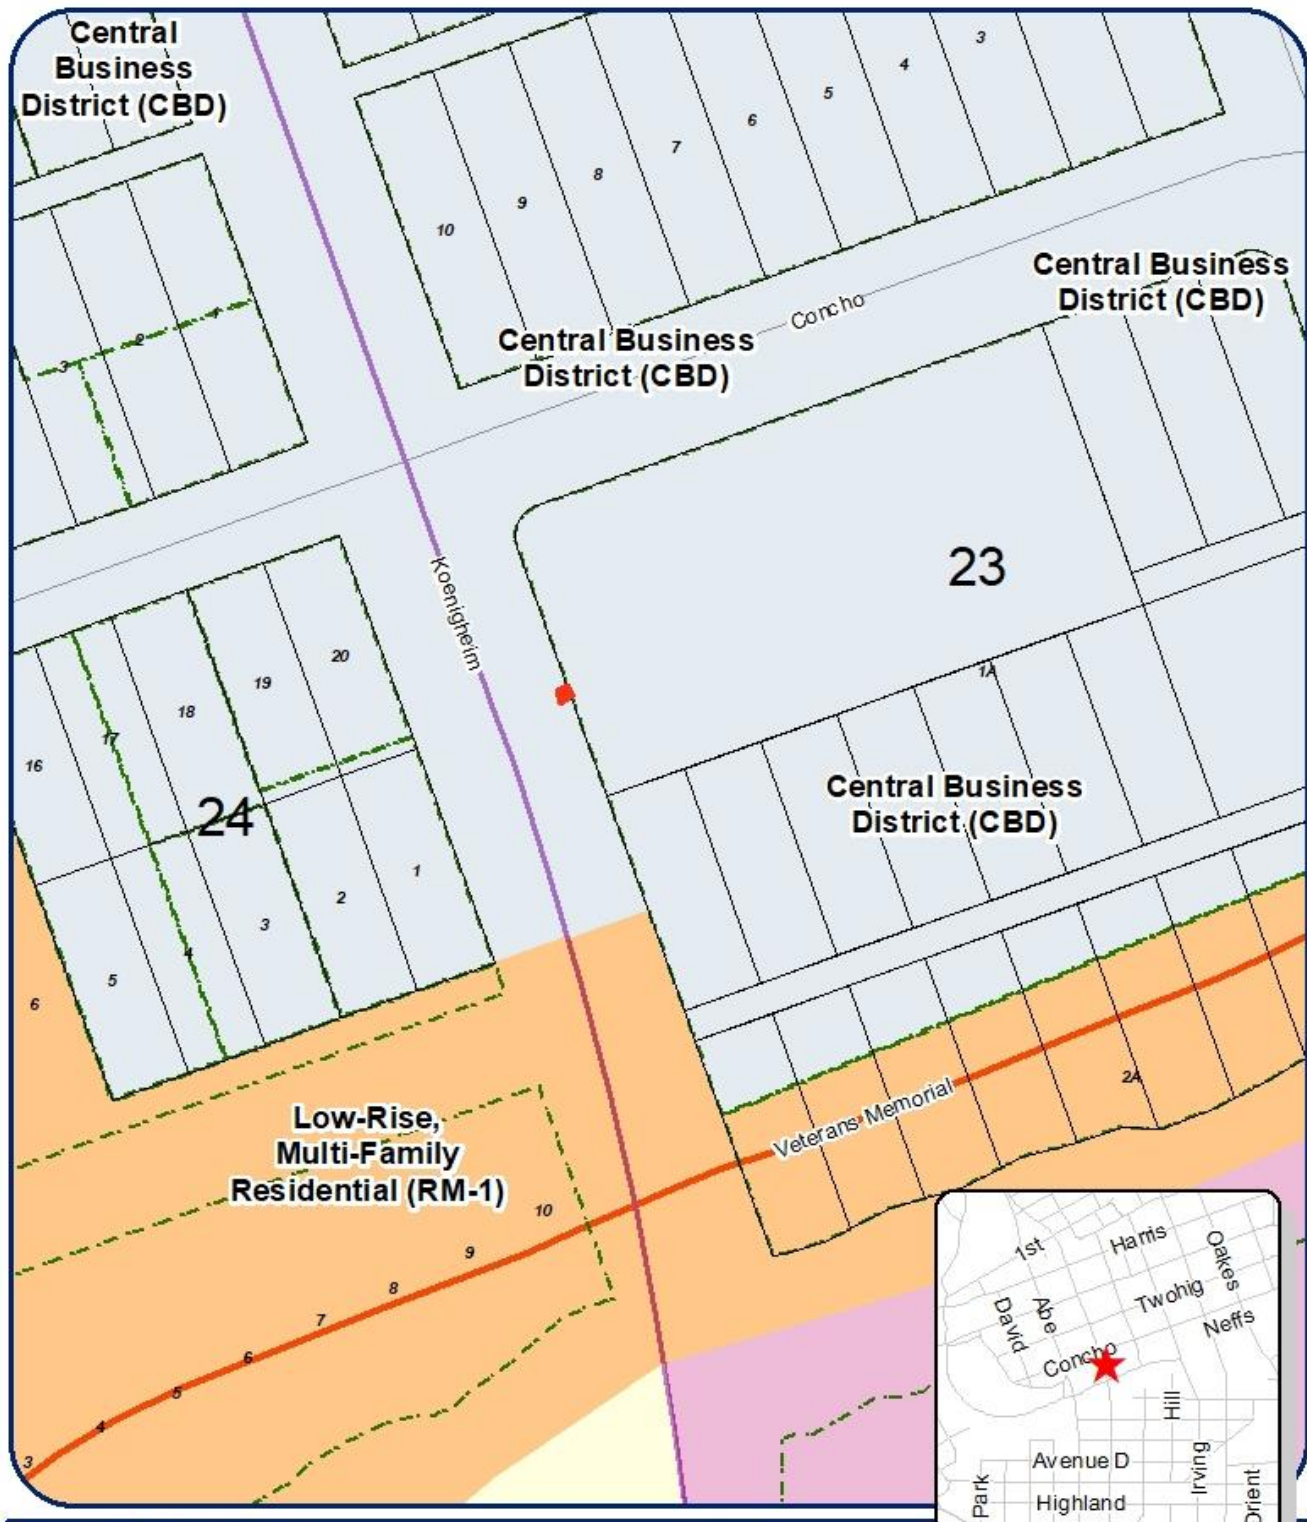 Central
Business
District (CBD)
3
4
5
6
7
8
9
10
Central Business
District (CBD)
Concho
Central Business
District (CBD)
1
2
3
Koenigheim
23
20
19
18
17
16
1A
24
Central Business
District (CBD)
1
2
3
4
5
6
2A
Veterans Memorial
Low-Rise,
Multi-Family
Residential (RM-1)
10
9
8
7
6
5
4
3
1st
Harris
Oakes
David
Abe
Twohig
Neffs
Concho
Hill
Avenue D
Irving
Park
Highland
Orient